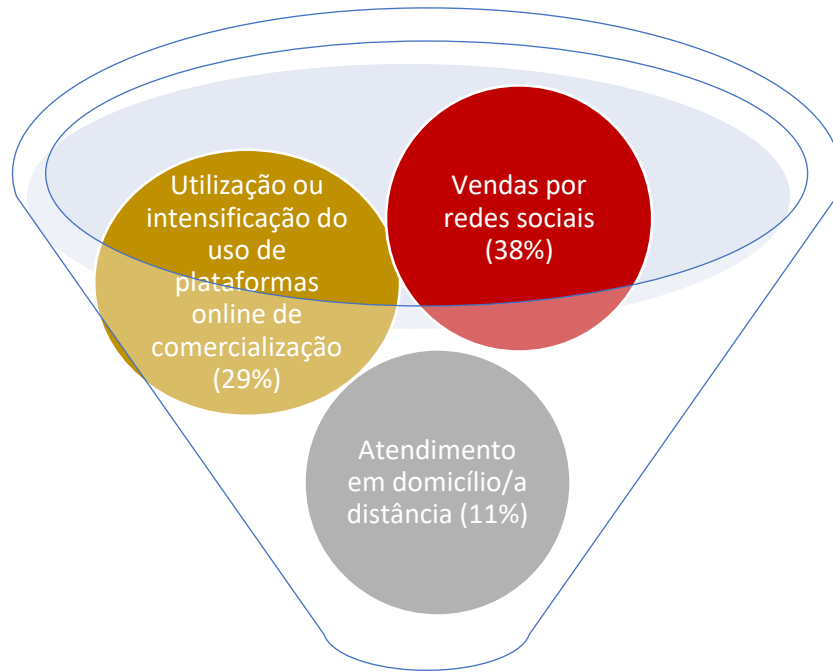 Utilização ou
intensificação do
uso de
plataformas
online de
comercialização
(29%)
Vendas por
redes sociais
(38%)
Atendimento
em domicílio/a
distância (11%)